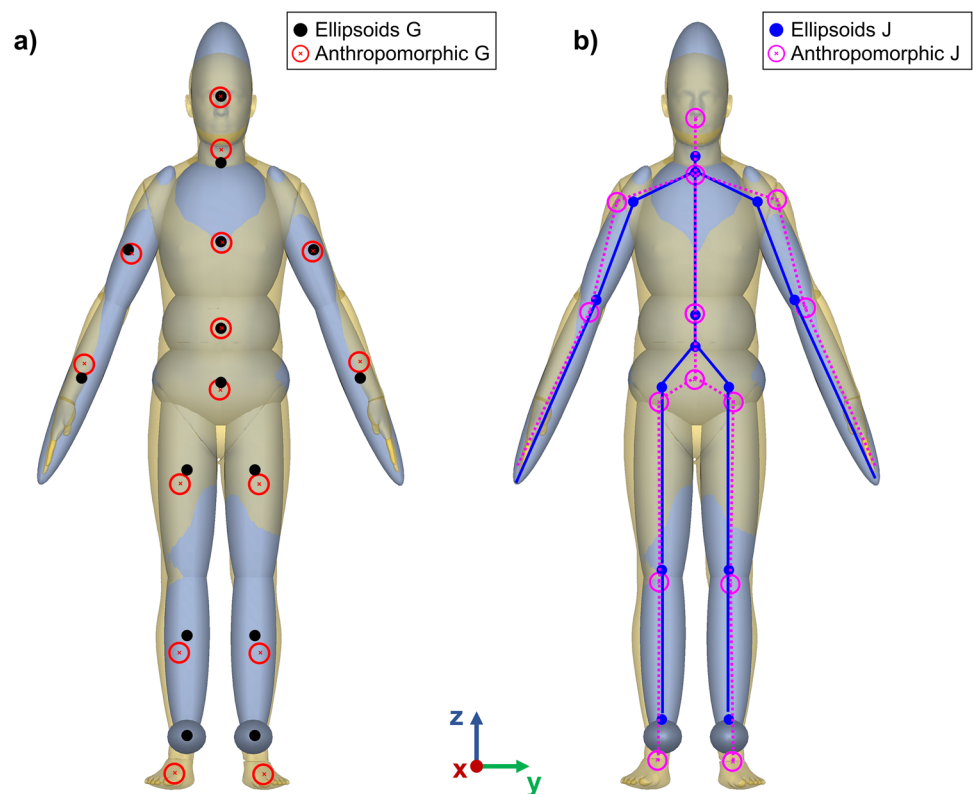 a)
Ellipsoids G
Anthropomorphic G
b)
Ellipsoids J
Anthropomorphic J
z
x
y